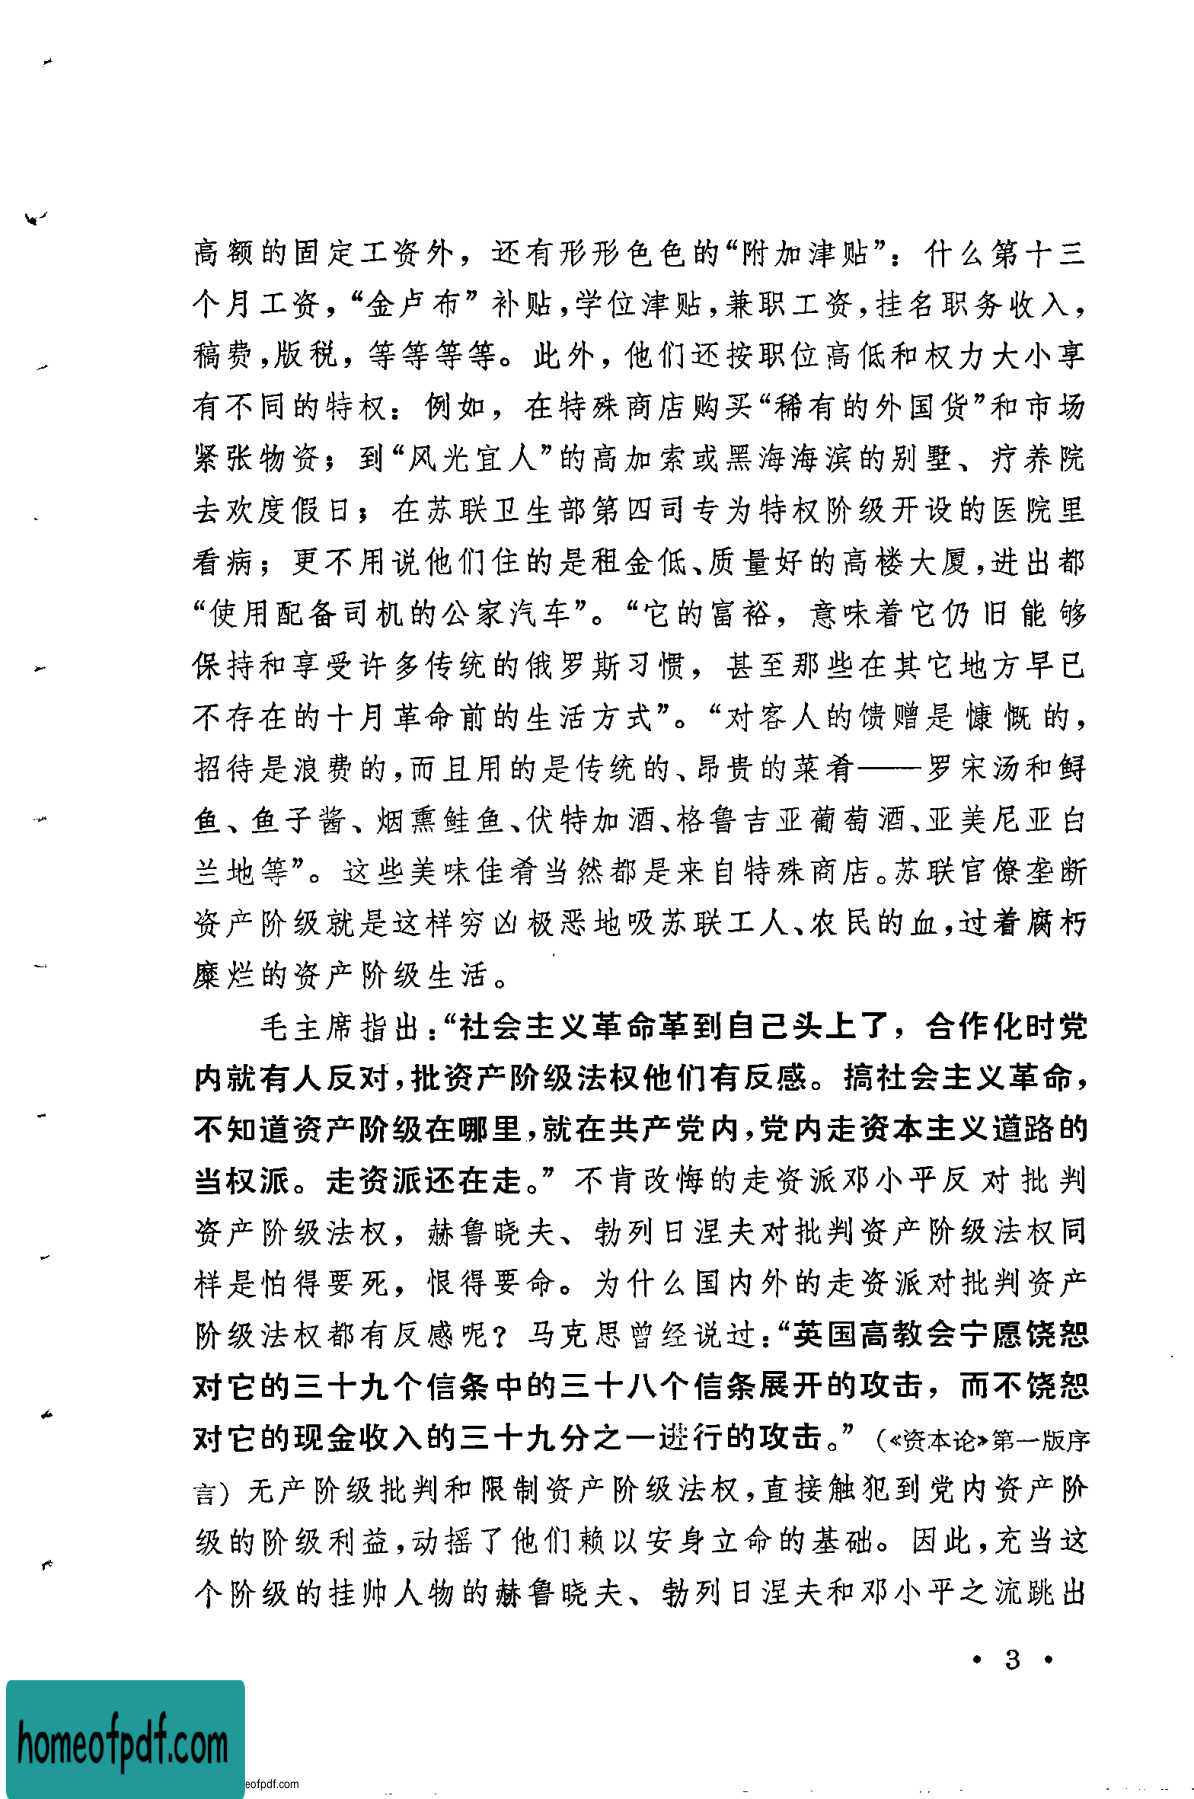 高额的固定工资外，还有形形色色的“附加津贴”：什么第十三
个月工资，“金卢布”补贴，学位津贴，兼职工资，挂名职务收入，
稿费，版税，等等等等。此外，他们还按职位高低和权力大小享
有不同的特权：例如，在特殊商店购买“稀有的外国货”和市场
紧张物资；到“风光宜人”的高加索或黑海海滨的别墅、疗养院
去欢度假日；在苏联卫生部第四司专为特权阶级开设的医院里
看病；更不用说他们住的是租金低、质量好的高楼大厦，进出都
“使用配备司机的公家汽车”。“它的富裕，意味着它仍旧能够
保持和享受许多传统的俄罗斯习惯，甚至那些在其它地方早已
不存在的十月革命前的生活方式”。“对客人的馈赠是慷慨的，
招待是浪费的，而且用的是传统的、昂贵的菜肴——罗宋汤和鲟
鱼、鱼子酱、烟熏鲑鱼、伏特加酒、格鲁吉亚葡萄酒、亚美尼亚白
兰地等”。这些美味佳肴当然都是来自特殊商店。苏联官僚垄断
资产阶级就是这样穷凶极恶地吸苏联工人、农民的血，过着腐朽
糜烂的资产阶级生活。
毛主席指出：“社会主义革命革到自己头上了，合作化时党
内就有人反对，批资产阶级法权他们有反感。搞社会主义革命，
不知道资产阶级在哪里，就在共产党内，党内走资本主义道路的
当权派。走资派还在走。”不肯改悔的走资派邓小平反对批判
资产阶级法权，赫鲁晓夫、勃列日涅夫对批判资产阶级法权同
样是怕得要死，恨得要命。为什么国内外的走资派对批判资产
阶级法权都有反感呢？马克思曾经说过：“英国高教会宁愿饶恕
对它的三十九个信条中的三十八个信条展开的攻击，而不饶恕
对它的现金收入的三十九分之一进行的攻击。”（《资本论》第一版序
言）无产阶级批判和限制资产阶级法权，直接触犯到党内资产阶
级的阶级利益，动摇了他们赖以安身立命的基础。因此，充当这
个阶级的挂帅人物的赫鲁晓夫、勃列日涅夫和邓小平之流跳出
• 3 •
homeofpdf.com
eofpdf.com